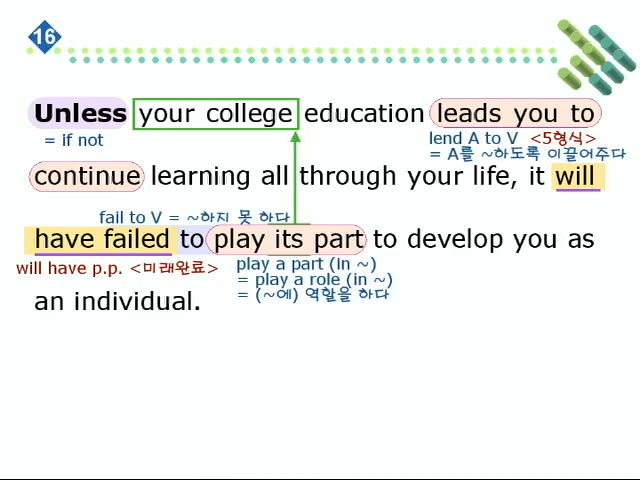 16
Unless your college education leads you to
= if not
lend A to V <5형식>
= A를 ~하도록 이끌어주다
continue learning all through your life, it will
fail to V = ~하지 못 하다
have failed to play its part to develop you as
will have p.p. <미래완료>
play a part (in ~)
= play a role (in ~)
= (~에) 역할을 하다
an individual.